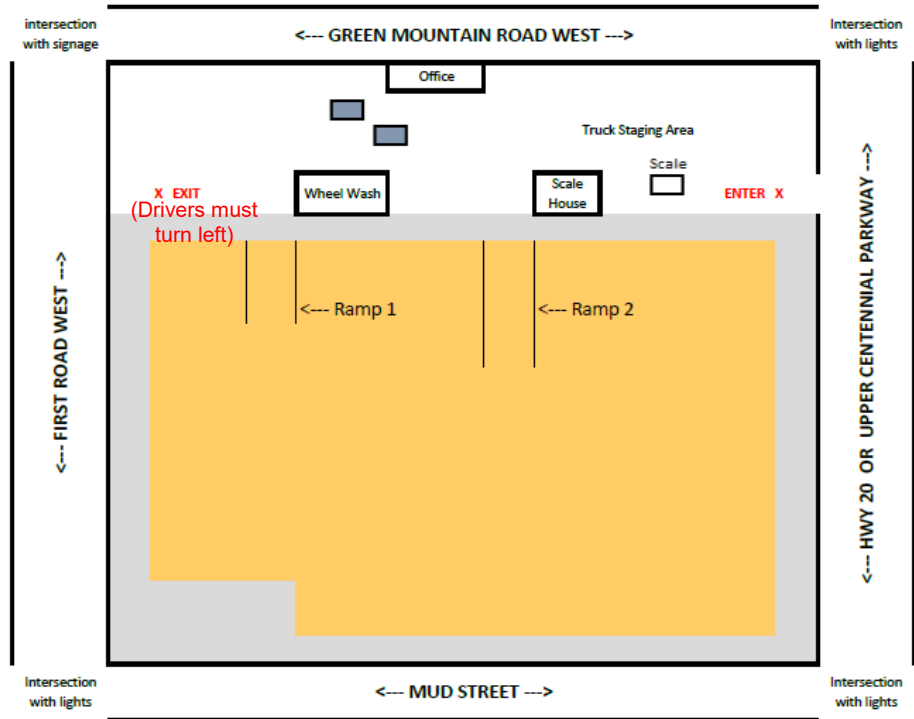 intersection
with signage
<--- GREEN MOUNTAIN ROAD WEST --->
Intersection
with lights
Office
Truck Staging Area
Scale
Wheel Wash
Scale
House
X EXIT
ENTER X
(Drivers must
turn left)
<--- Ramp 1
<--- Ramp 2
<--- FIRST ROAD WEST --->
<--- HWY 20 OR UPPER CENTENNIAL PARKWAY --->
Intersection
with lights
<--- MUD STREET --->
Intersection
with lights